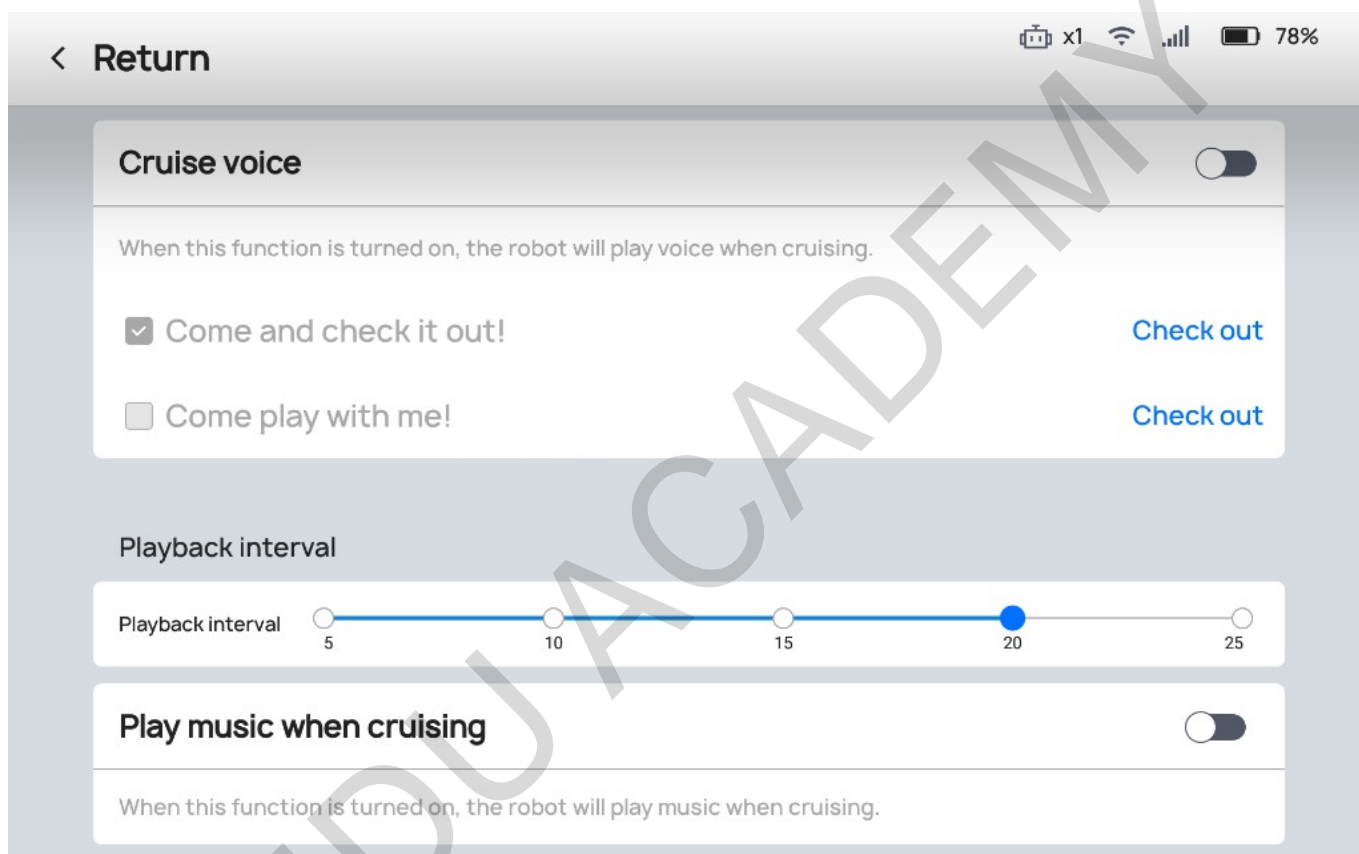 x1 78%
Return
Cruise voice
When this function is turned on, the robot will play voice when cruising.
Come and check it out! Check out
Come play with me! Check out
Playback interval
Playback interval
5 10 15 20 25
Play music when cruising
When this function is turned on, the robot will play music when cruising.
DU ACADEMY